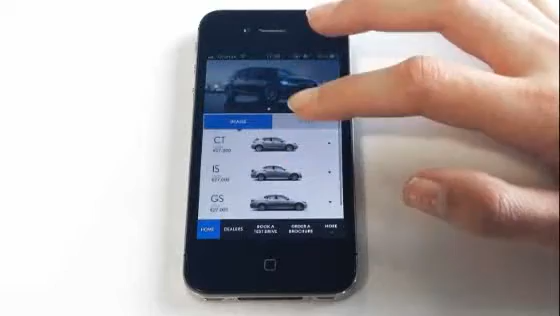 IMAGE
CT
IS
GS
HOME
DEALERS
BOOK A
TEST DRIVE
ORDER A
BROCHURE
MORE